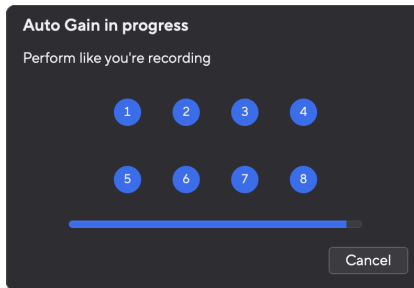 Auto Gain in progress
Perform like you're recording
1 2 3 4
5 6 7 8
Cancel